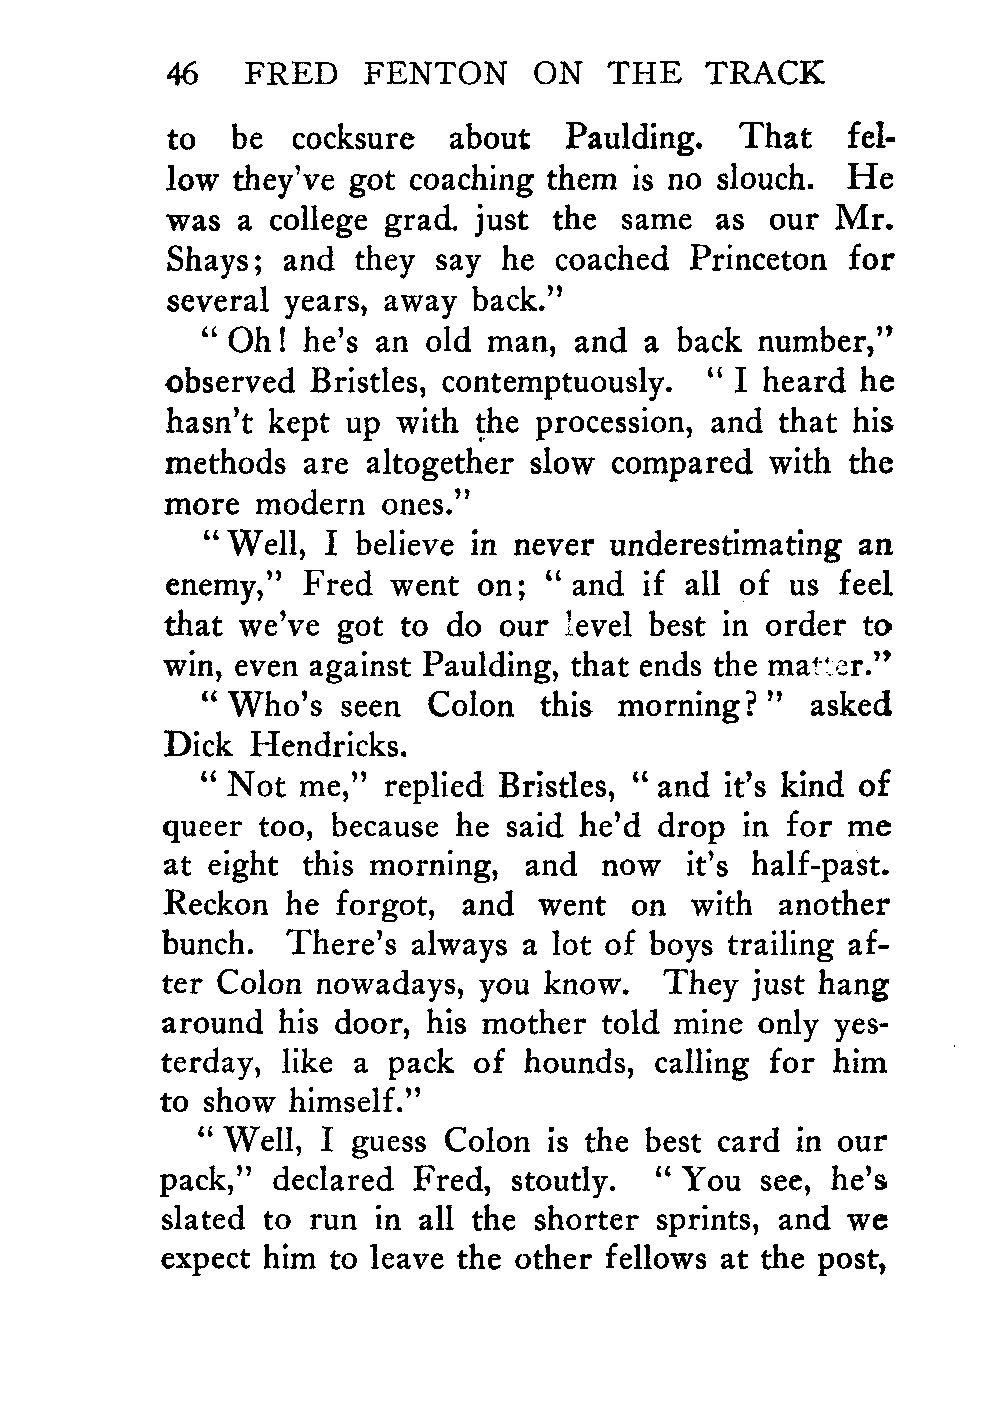 46 FRED FENTON ON THE TRACK
to be cocksure about Paulding. That fel-
low they've got coaching them is no slouch. He
was a college grad. just the same as our Mr.
Shays; and they say he coached Princeton for
several years, away back."
"Oh! he's an old man, and a back number,"
observed Bristles, contemptuously. "I heard he
hasn't kept up with the procession, and that his
methods are altogether slow compared with the
more modern ones."
"Well, I believe in never underestimating an
enemy," Fred went on; "and if all of us feel
that we've got to do our level best in order to
win, even against Paulding, that ends the matter."
"Who's seen Colon this morning?" asked
Dick Hendricks.
"Not me," replied Bristles, "and it's kind of
queer too, because he said he'd drop in for me
at eight this morning, and now it's half-past.
Reckon he forgot, and went on with another
bunch. There's always a lot of boys trailing af-
ter Colon nowadays, you know. They just hang
around his door, his mother told mine only yes-
terday, like a pack of hounds, calling for him
to show himself."
"Well, I guess Colon is the best card in our
pack," declared Fred, stoutly. "You see, he's
slated to run in all the shorter sprints, and we
expect him to leave the other fellows at the post,